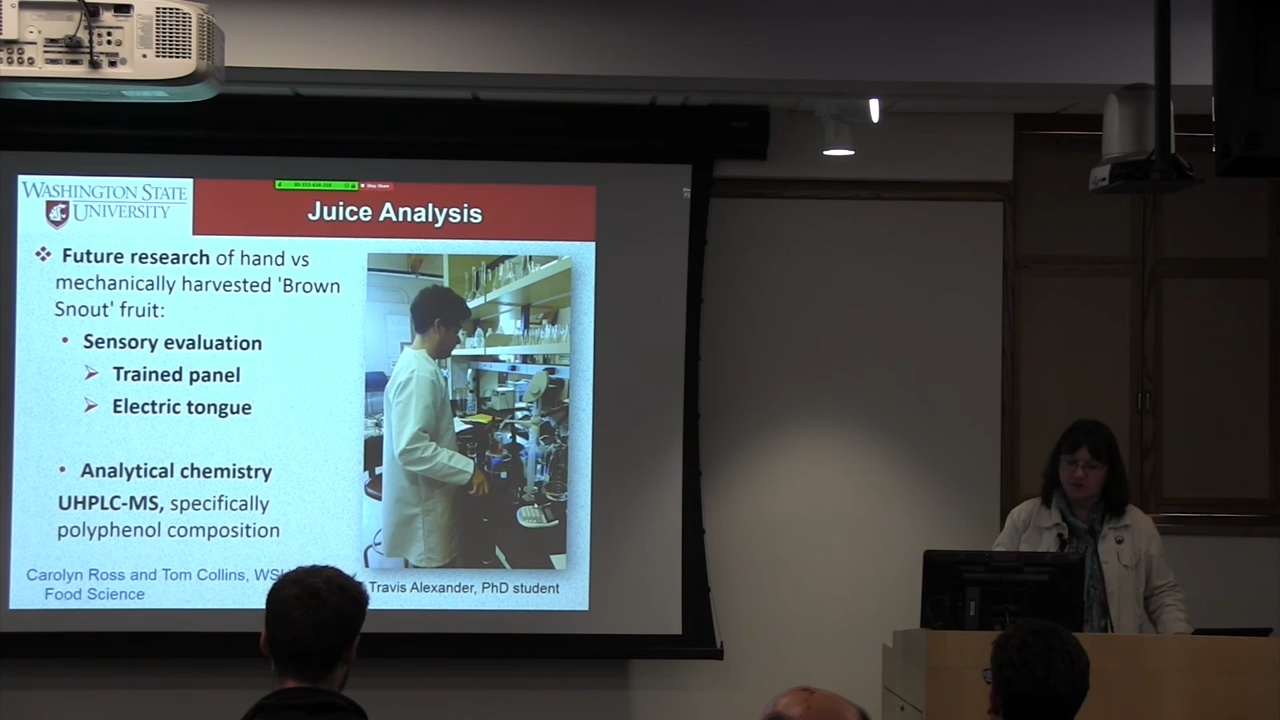 WASHINGTON STATE
UNIVERSITY
Stop Share
Juice Analysis
Future research of hand vs
mechanically harvested 'Brown
Snout' fruit:
Sensory evaluation
Trained panel
Electric tongue
Analytical chemistry
UHPLC-MS, specifically
polyphenol composition
Carolyn Ross and Tom Collins,
Food Science
Travis Alexander, PhD student